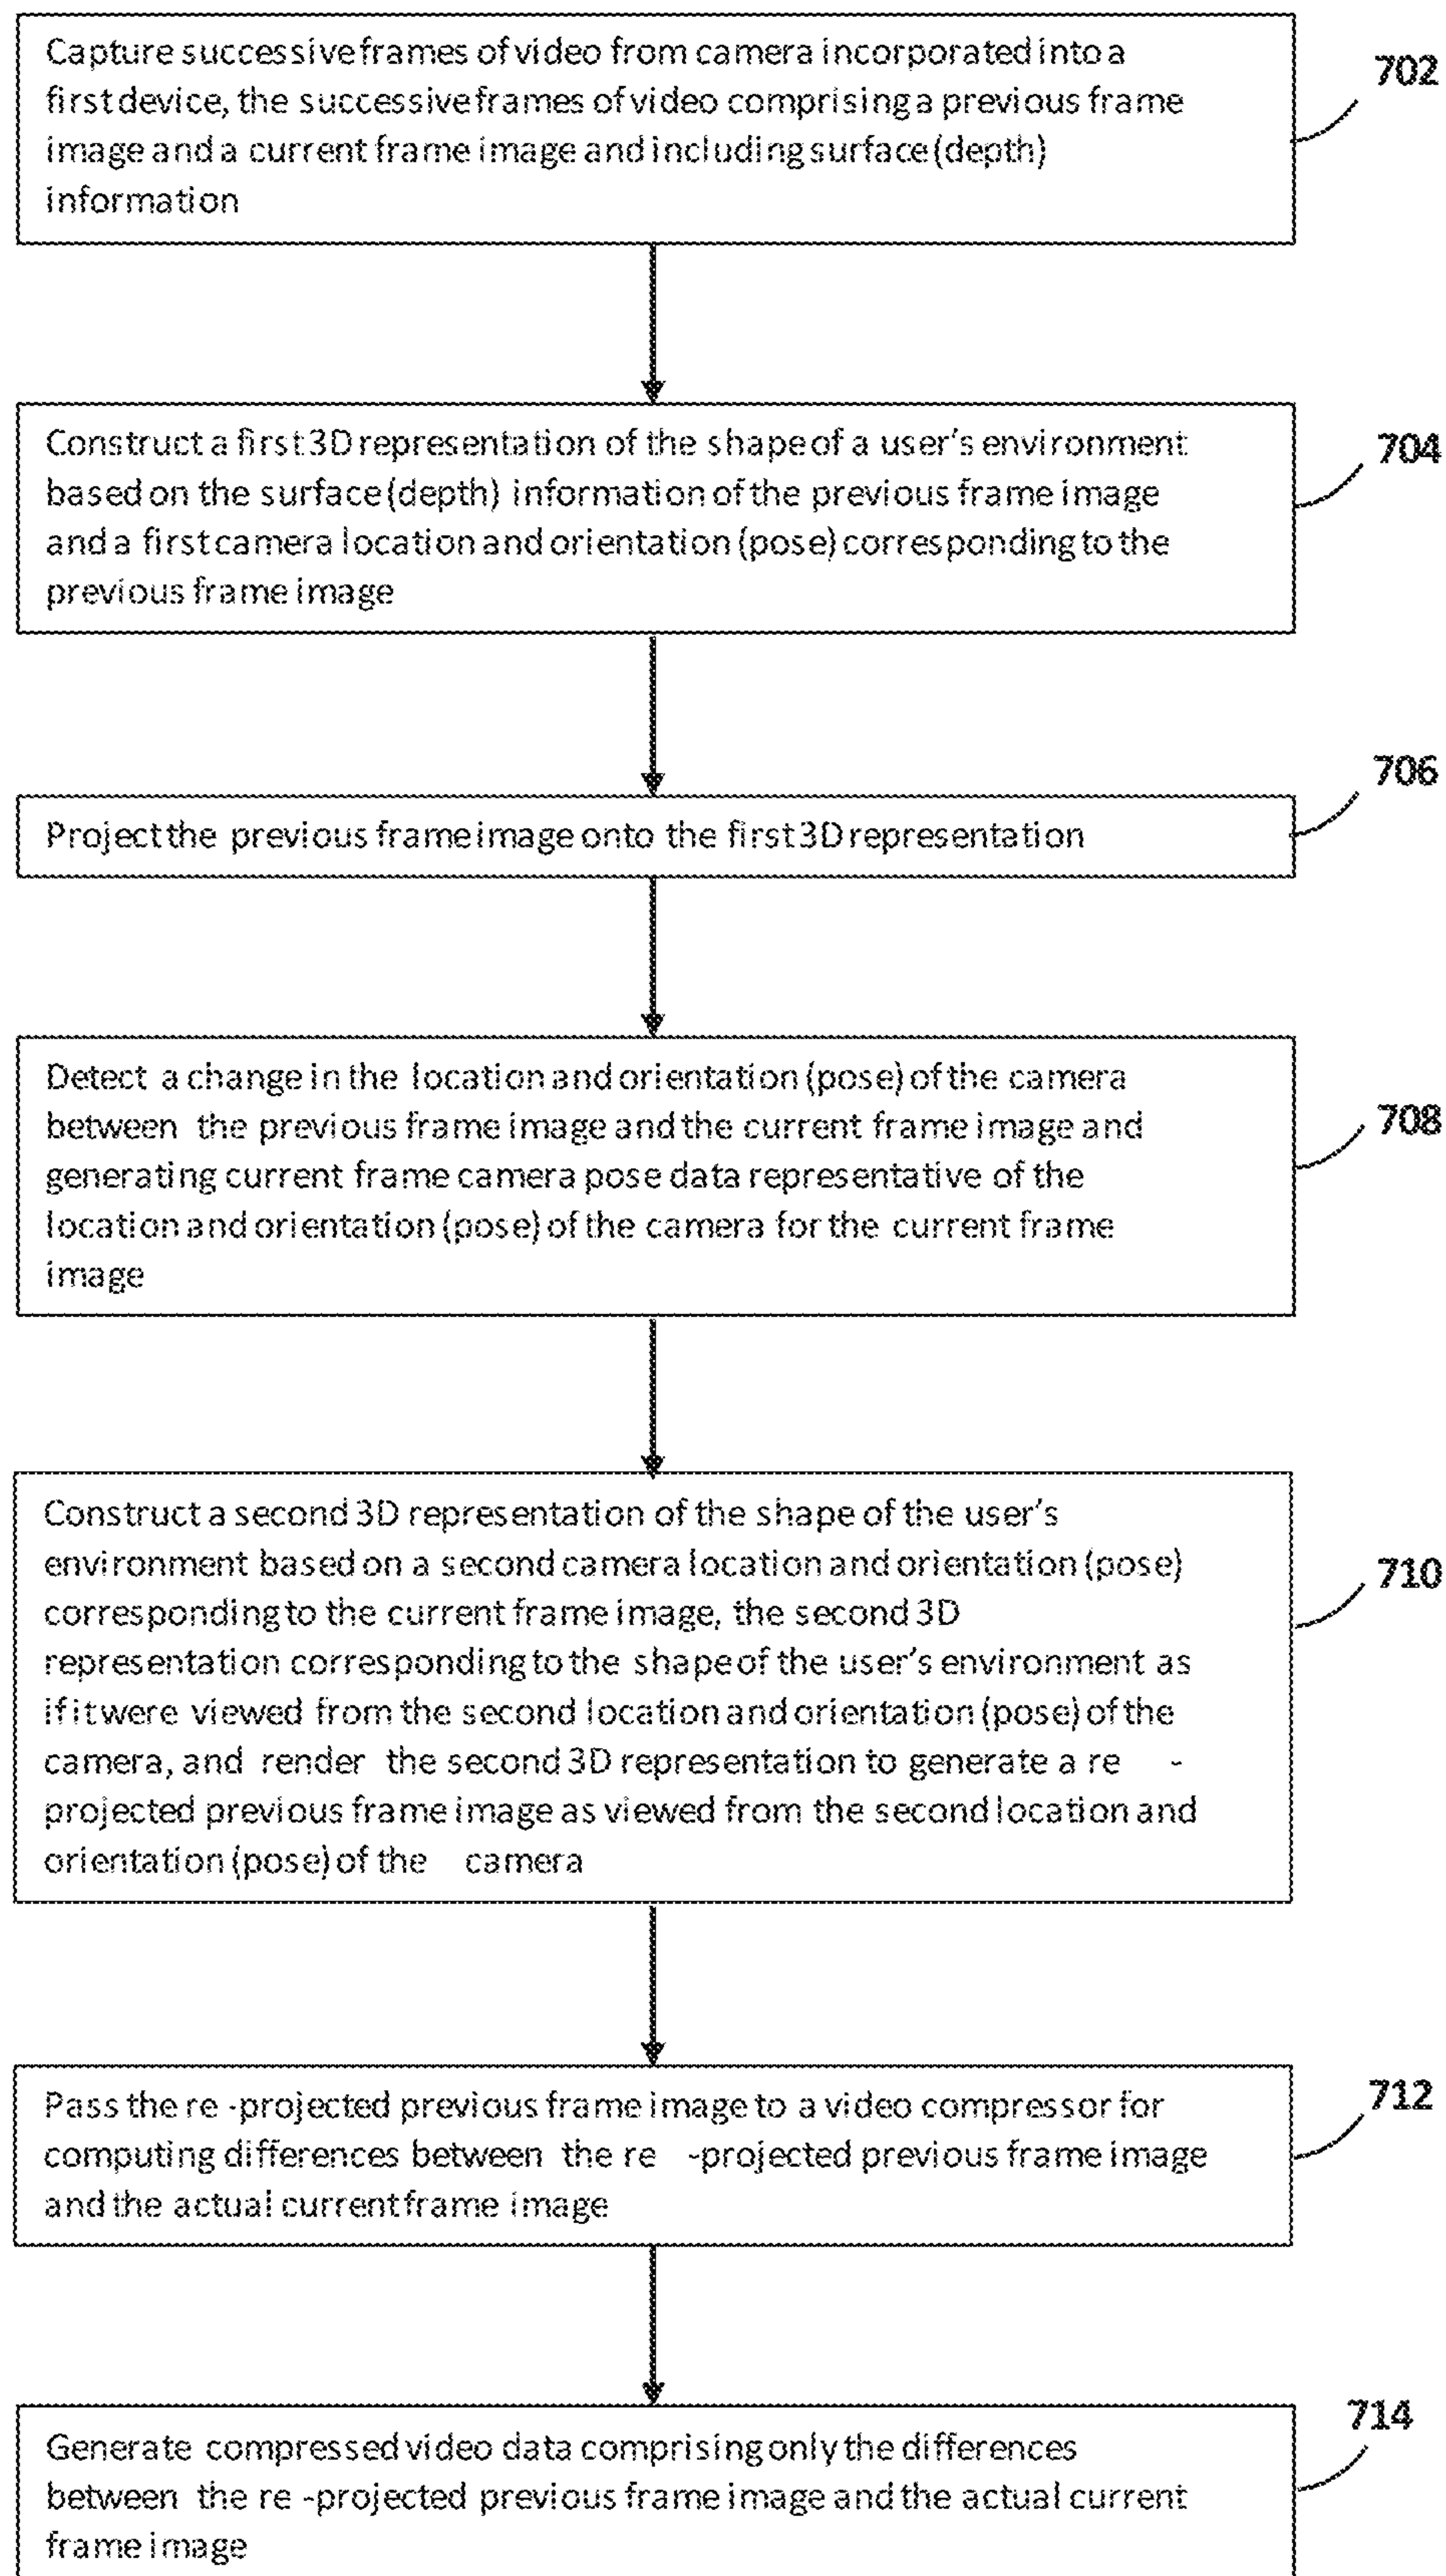 Capture successive frames of video from camera incorporated into a
702
first device, the successive frames of video comprising a previous frame
image and a current frame image and including surface (depth)
information
Construct a first 3D representation of the shape of a user's environment
704
based on the surface (depth) information of the previous frame image
and a first camera location and orientation (pose) corresponding to the
previous frame image
706
Project the previous frame image onto the first 3D representation
Detect a change in the location and orientation (pose) of the camera
between the previous frame image and the current frame image and
708
generating current frame camera pose data representative of the
location and orientation (pose) of the camera for the current frame
image
Construct a second 3D representation of the shape of the user's
environment based on a second camera location and orientation (pose)
710
corresponding to the current frame image, the second 3D
representation corresponding to the shape of the user's environment as
if it were viewed from the second location and orientation (pose) of the
camera, and render the second 3D representation to generate a re -
projected previous frame image as viewed from the second location and
orientation (pose) of the camera
712
Pass the re -projected previous frame image to a video compressor for
computing differences between the re -projected previous frame image
and the actual current frame image
714
Generate compressed video data comprising only the differences
between the re -projected previous frame image and the actual current
frame image